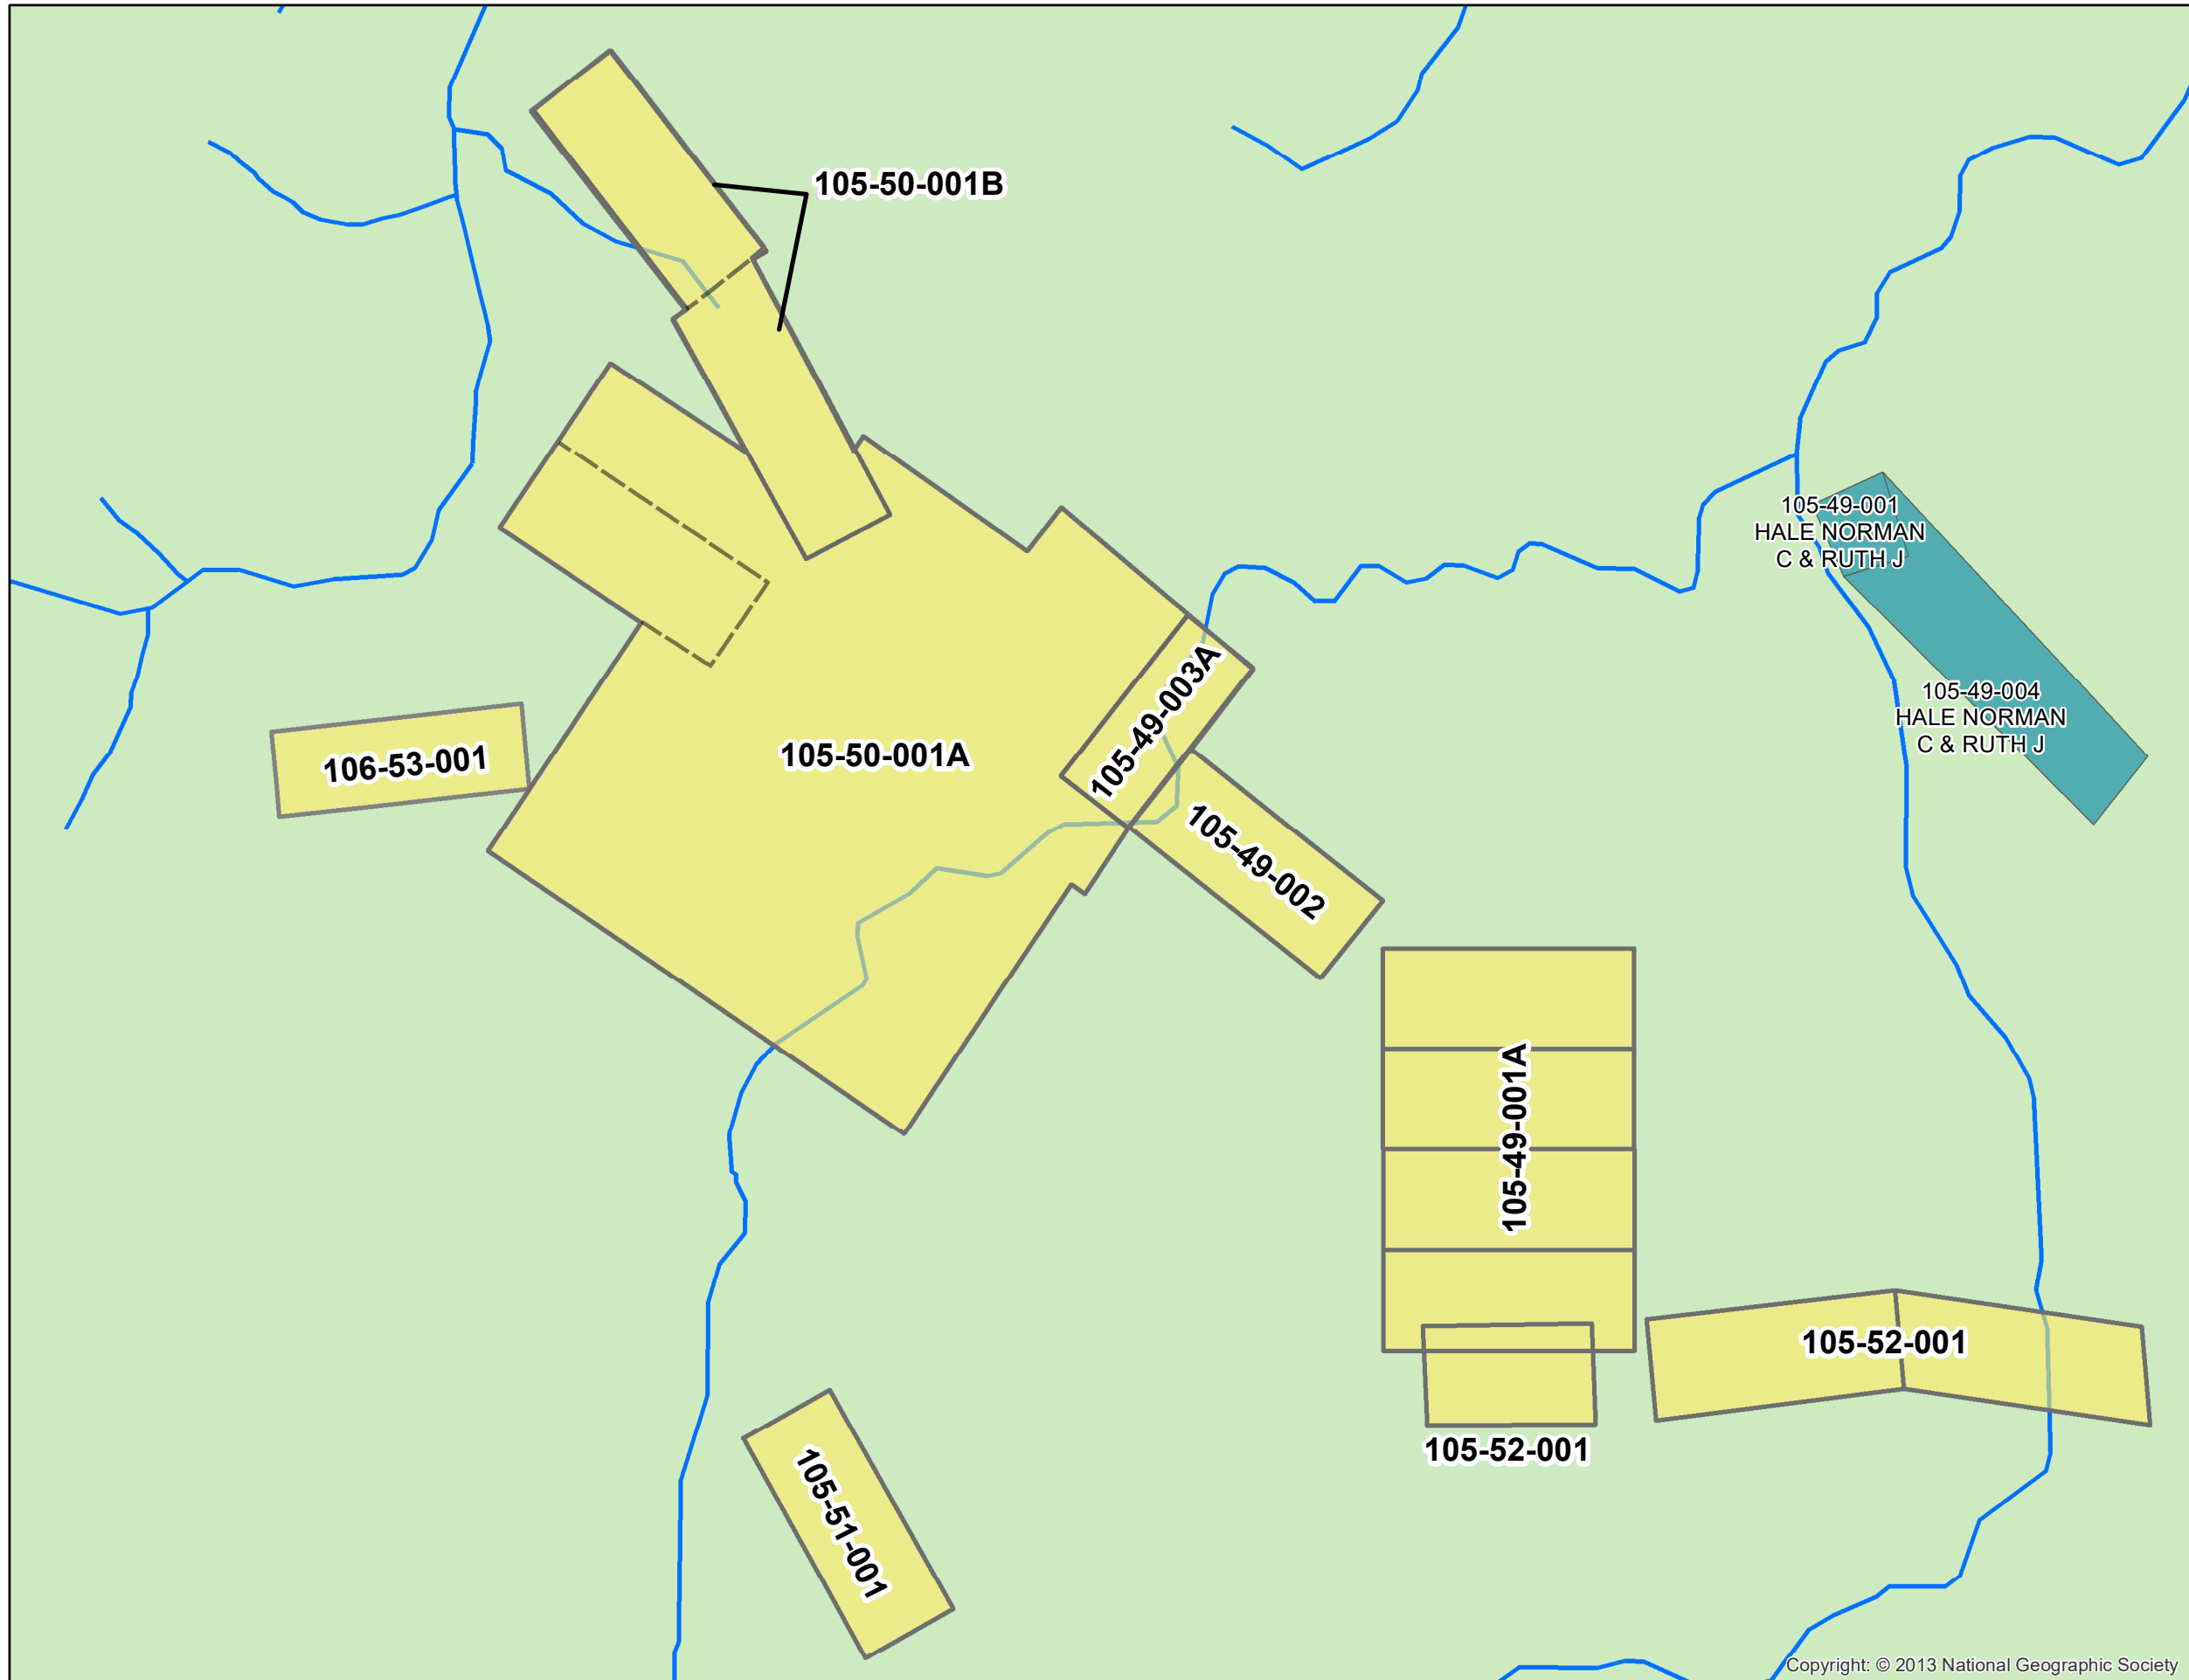 105-50-001B
105-49-001
HALE NORMAN
C & RUTH J
105-49-003A
105-49-004
HALE NORMAN
C & RUTH J
106-53-001
105-50-001A
105-49-002
105-49-001A
105-52-001
105-52-001
105-51-001
Copyright: © 2013 National Geographic Society